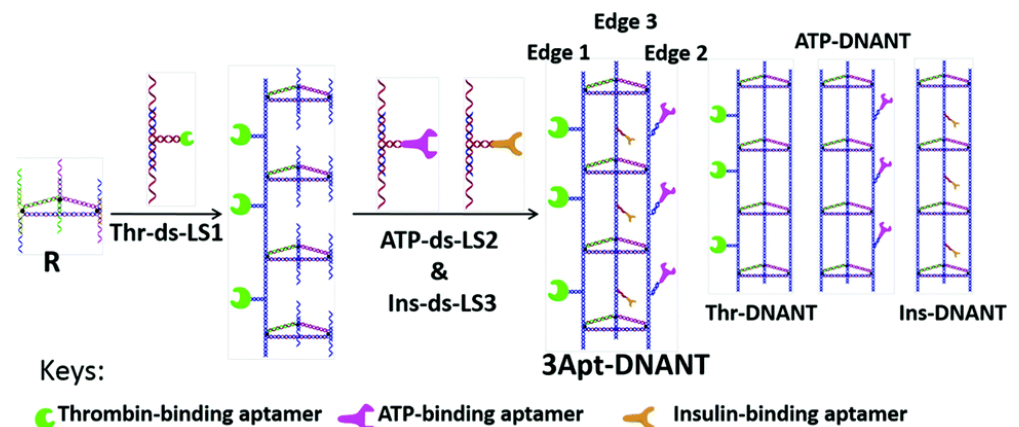 Edge 3
Edge 1
Edge 2
ATP-DNANT
R
Thr-ds-LS1
ATP-ds-LS2
&
Ins-ds-LS3
3Apt-DNANT
Thr-DNANT
Ins-DNANT
Keys:
Thrombin-binding aptamer
ATP-binding aptamer
Insulin-binding aptamer